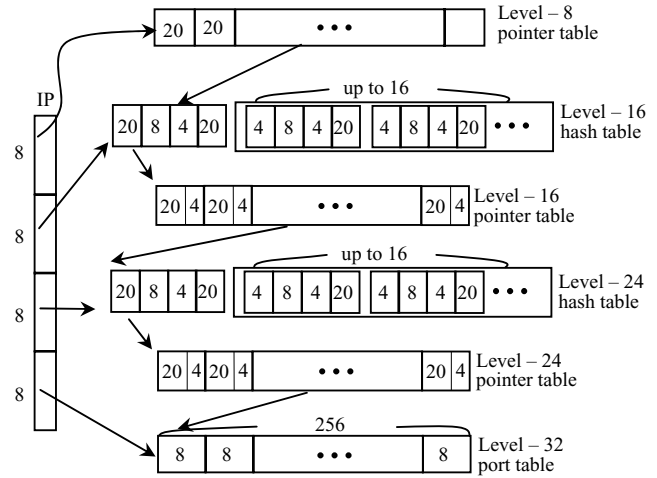 20 20 • • • Level – 8
pointer table
IP
up to 16
8
20 8 4 20 4 8 4 20 4 8 4 20 • • • Level – 16
hash table
8
20 4 20 4 • • • 20 4 Level – 16
pointer table
up to 16
8
20 8 4 20 4 8 4 20 4 8 4 20 • • • Level – 24
hash table
8
20 4 20 4 • • • 20 4 Level – 24
pointer table
256
8 8 • • • 8 Level – 32
port table